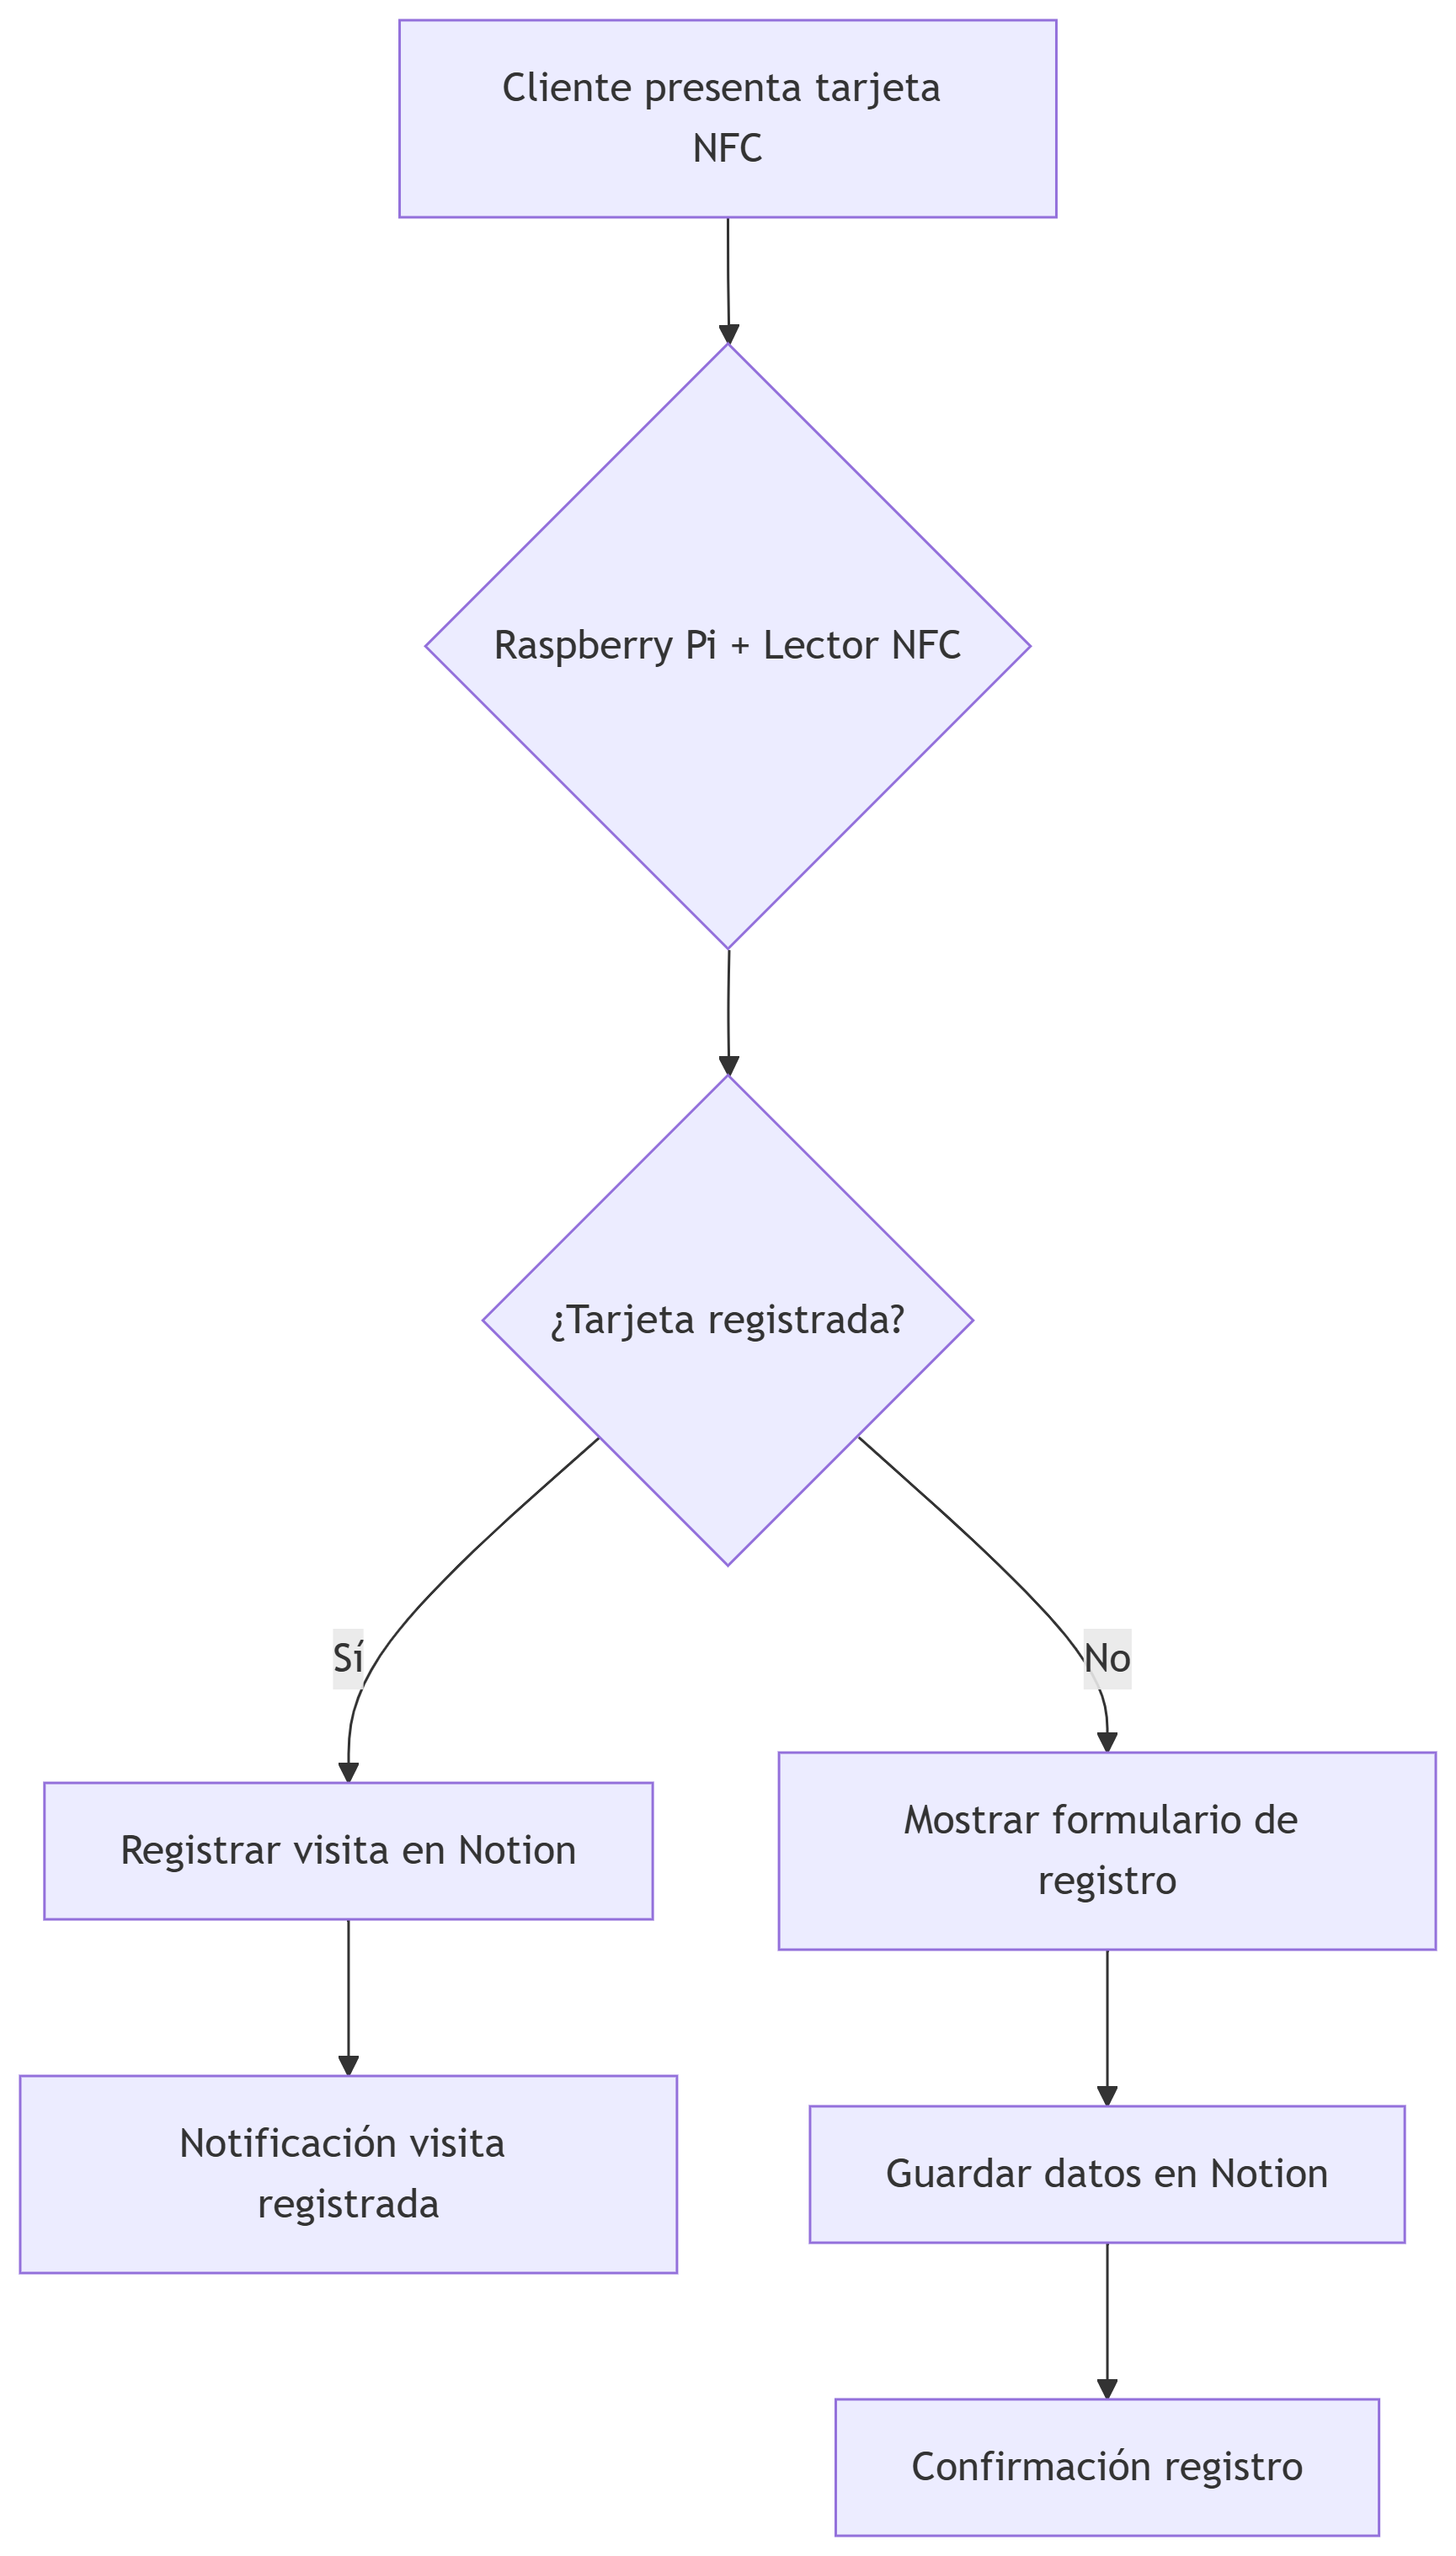 Cliente presenta tarjeta
NFC
Raspberry Pi + Lector NFC
¿Tarjeta registrada?
Sí
No
Registrar visita en Notion
Mostrar formulario de
registro
Notificación visita
registrada
Guardar datos en Notion
Confirmación registro